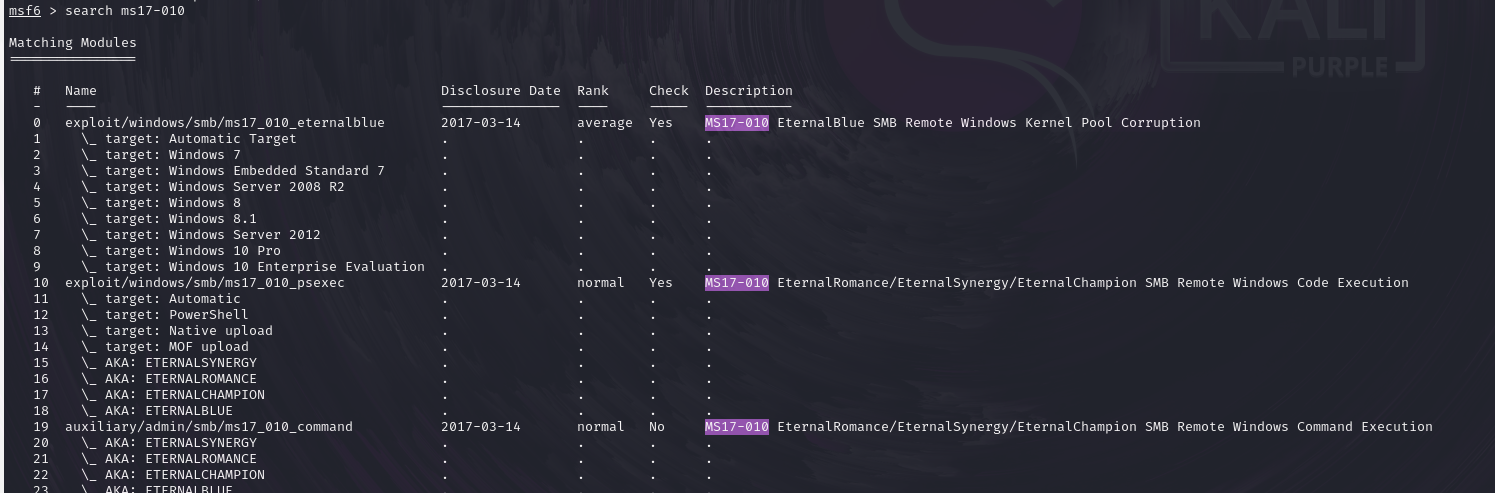 msf6 > search ms17-010
KALI
PURPLE
Matching Modules
================
# Name Disclosure Date Rank Check Description
- ---- --------------- ---- ----- -----------
0 exploit/windows/smb/ms17_010_eternalblue 2017-03-14 average Yes MS17-010 EternalBlue SMB Remote Windows Kernel Pool Corruption
1 \_ target: Automatic Target . . . .
2 \_ target: Windows 7 . . . .
3 \_ target: Windows Embedded Standard 7 . . . .
4 \_ target: Windows Server 2008 R2 . . . .
5 \_ target: Windows 8 . . . .
6 \_ target: Windows 8.1 . . . .
7 \_ target: Windows Server 2012 . . . .
8 \_ target: Windows 10 Pro . . . .
9 \_ target: Windows 10 Enterprise Evaluation . . . .
10 exploit/windows/smb/ms17_010_psexec 2017-03-14 normal Yes MS17-010 EternalRomance/EternalSynergy/EternalChampion SMB Remote Windows Code Execution
11 \_ target: Automatic . . . .
12 \_ target: PowerShell . . . .
13 \_ target: Native upload . . . .
14 \_ target: MOF upload . . . .
15 \_ AKA: ETERNALSYNERGY . . . .
16 \_ AKA: ETERNALROMANCE . . . .
17 \_ AKA: ETERNALCHAMPION . . . .
18 \_ AKA: ETERNALBLUE . . . .
19 auxiliary/admin/smb/ms17_010_command 2017-03-14 normal No MS17-010 EternalRomance/EternalSynergy/EternalChampion SMB Remote Windows Command Execution
20 \_ AKA: ETERNALSYNERGY . . . .
21 \_ AKA: ETERNALROMANCE . . . .
22 \_ AKA: ETERNALCHAMPION . . . .
23 \_ AKA: ETERNALBLUE . . . .